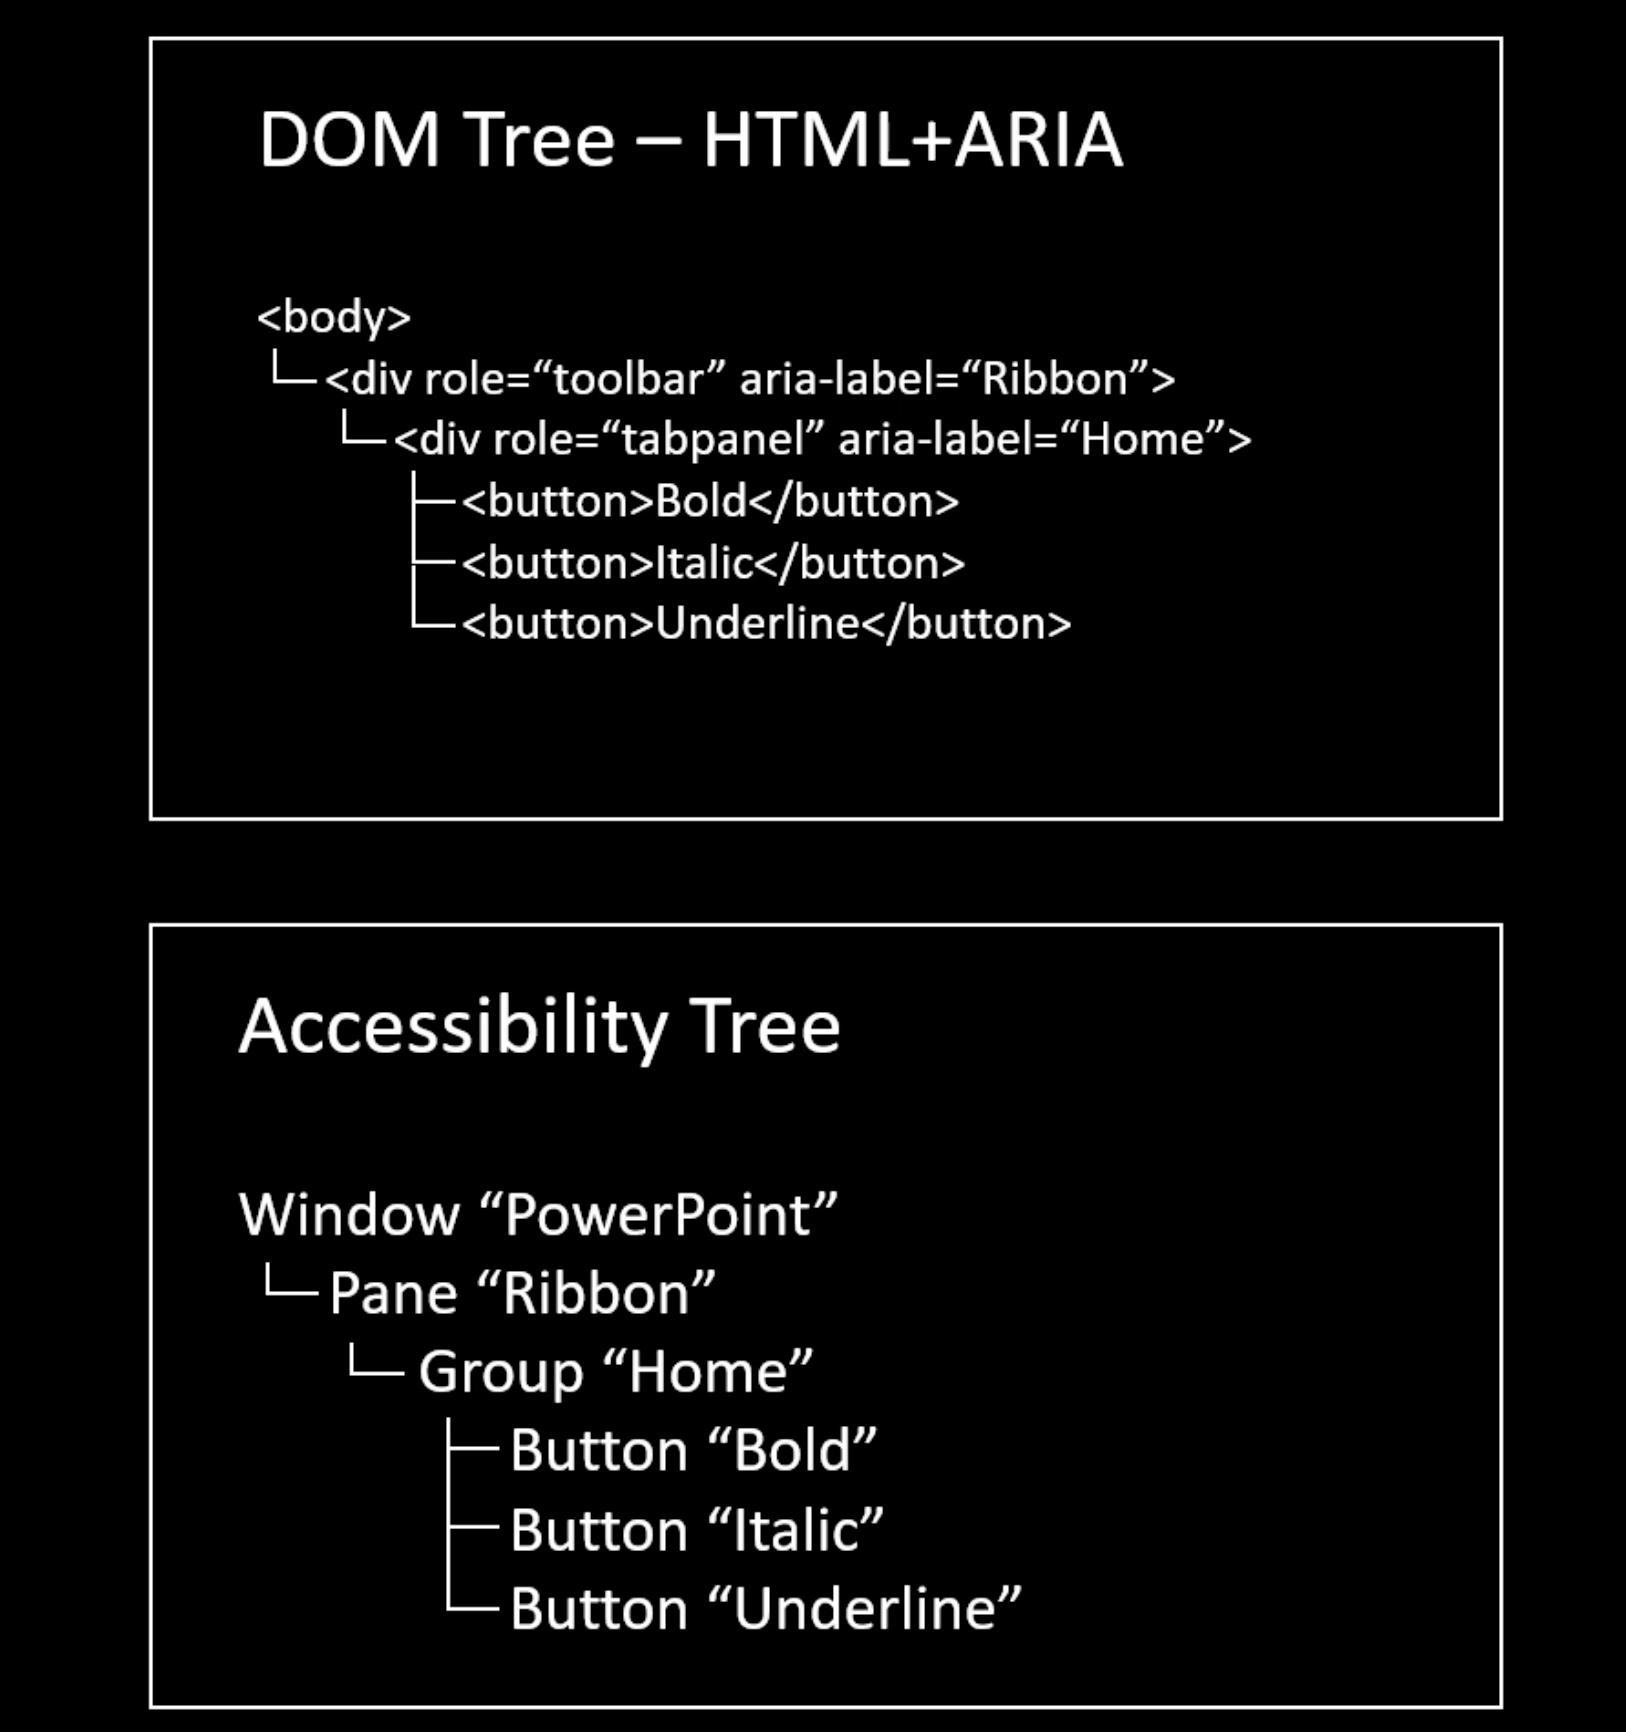 DOM Tree – HTML+ARIA
<body>
<div role=“toolbar” aria-label=“Ribbon”>
<div role=“tabpanel” aria-label=“Home”>
<button>Bold</button>
<button>Italic</button>
<button>Underline</button>
Accessibility Tree
Window “PowerPoint”
Pane “Ribbon”
Group “Home”
Button “Bold”
Button “Italic”
Button “Underline”